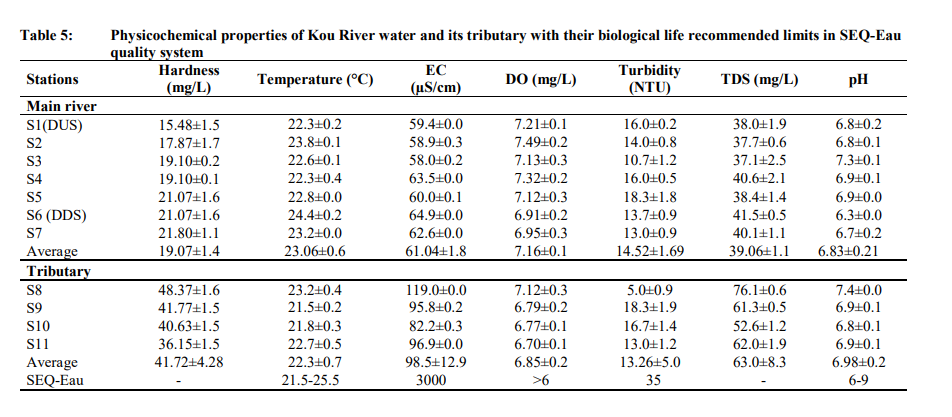 Table 5: Physicochemical properties of Kou River water and its tributary with their biological life recommended limits in SEQ-Eau
quality system
Stations Hardness (mg/L) Temperature (°C) EC (µS/cm) DO (mg/L) Turbidity (NTU) TDS (mg/L) pH
Main river
S1(DUS) 15.48±1.5 22.3±0.2 59.4±0.0 7.21±0.1 16.0±0.2 38.0±1.9 6.8±0.2
S2 17.87±1.7 23.8±0.1 58.9±0.3 7.49±0.2 14.0±0.8 37.7±0.6 6.8±0.1
S3 19.10±0.2 22.6±0.1 58.0±0.2 7.13±0.3 10.7±1.2 37.1±2.5 7.3±0.1
S4 19.10±0.1 22.3±0.4 63.5±0.0 7.32±0.2 16.0±0.5 40.6±2.1 6.9±0.1
S5 21.07±1.6 22.8±0.0 60.0±0.1 7.12±0.3 18.3±1.8 38.4±1.4 6.9±0.0
S6 (DDS) 21.07±1.6 24.4±0.2 64.9±0.0 6.91±0.2 13.7±0.9 41.5±0.5 6.3±0.0
S7 21.80±1.1 23.2±0.0 62.6±0.0 6.95±0.3 13.0±0.9 40.1±1.1 6.7±0.2
Average 19.07±1.4 23.06±0.6 61.04±1.8 7.16±0.1 14.52±1.69 39.06±1.1 6.83±0.21
Tributary
S8 48.37±1.6 23.2±0.4 119.0±0.0 7.12±0.3 5.0±0.9 76.1±0.6 7.4±0.0
S9 41.77±1.5 21.5±0.2 95.8±0.2 6.79±0.2 18.3±1.9 61.3±0.5 6.9±0.1
S10 40.63±1.5 21.8±0.3 82.2±0.3 6.77±0.1 16.7±1.4 52.6±1.2 6.8±0.1
S11 36.15±1.5 22.7±0.5 96.9±0.0 6.70±0.1 13.0±1.2 62.0±1.9 6.9±0.1
Average 41.72±4.28 22.3±0.7 98.5±12.9 6.85±0.2 13.26±5.0 63.0±8.3 6.98±0.2
SEQ-Eau - 21.5-25.5 3000 >6 35 - 6-9